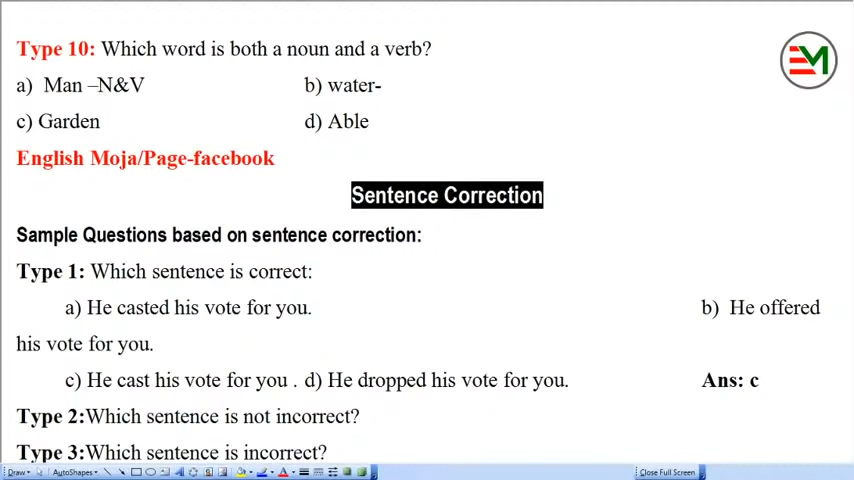 Type 10: Which word is both a noun and a verb?
a) Man –N&V b) water-
c) Garden d) Able
English Moja/Page-facebook
Sentence Correction
Sample Questions based on sentence correction:
Type 1: Which sentence is correct:
a) He casted his vote for you. b) He offered
his vote for you.
c) He cast his vote for you . d) He dropped his vote for you. Ans: c
Type 2:Which sentence is not incorrect?
Type 3:Which sentence is incorrect?
Draw AutoShapes Close Full Screen
EM